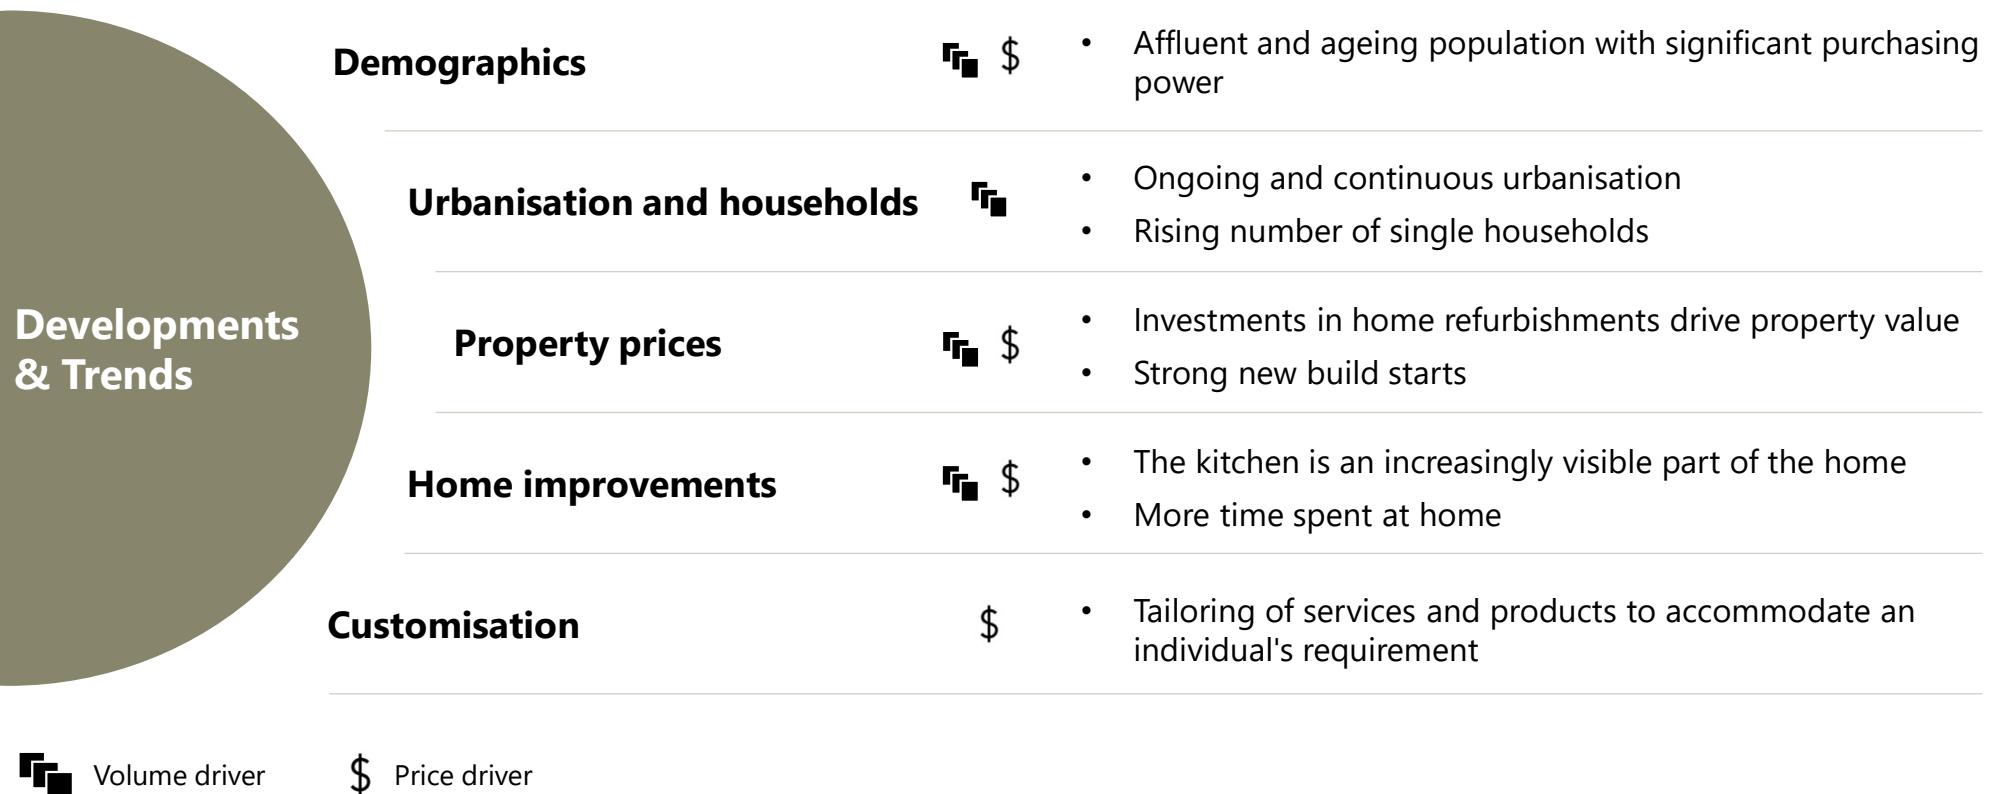 Developments
& Trends
Demographics
$
• Affluent and ageing population with significant purchasing
power
Urbanisation and households
• Ongoing and continuous urbanisation
• Rising number of single households
Property prices
$
• Investments in home refurbishments drive property value
• Strong new build starts
Home improvements
$
• The kitchen is an increasingly visible part of the home
• More time spent at home
Customisation
$
• Tailoring of services and products to accommodate an
individual's requirement
Volume driver
$ Price driver